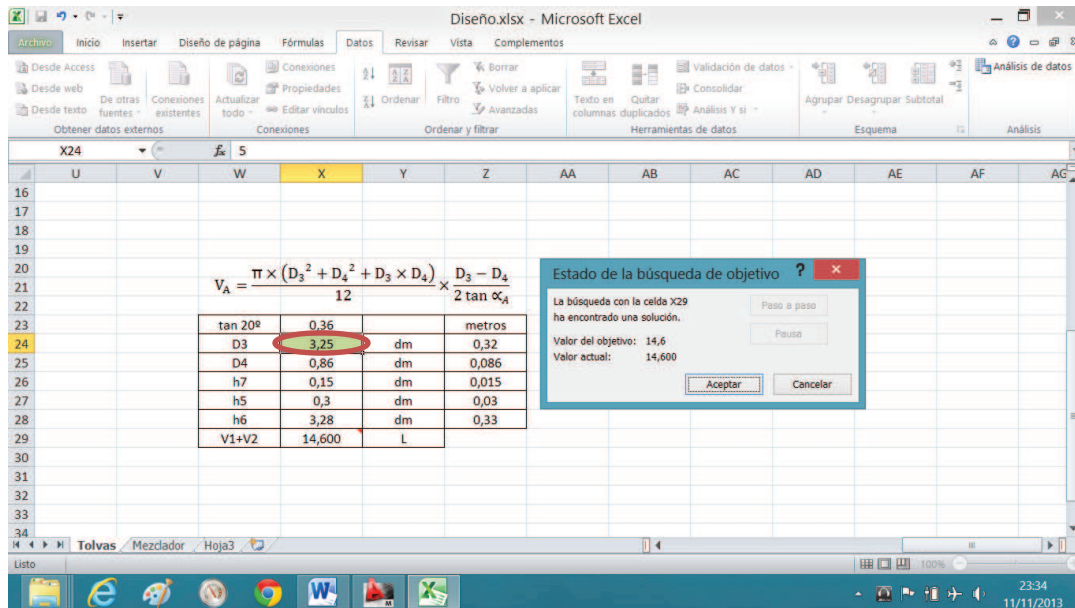 Diseño.xlsx - Microsoft Excel
Archivo Inicio Insertar Diseño de página Fórmulas Datos Revisar Vista Complementos
Desde Access
Desde web
Desde texto
De otras fuentes
Conexiones existentes
Obtener datos externos
Actualizar todo
Conexiones
Propiedades
Editar vínculos
Conexiones
Ordenar
Filtro
Borrar
Volver a aplicar
Avanzadas
Ordenar y filtrar
Texto en columnas
Quitar duplicados
Validación de datos
Consolidar
Análisis Y si
Herramientas de datos
Agrupar Desagrupar Subtotal
Esquema
Análisis de datos
Análisis
X24 fx 5
U V W X Y Z AA AB AC AD AE AF AG
16
17
18
19
20
21
22
V_A = π × (D₃² + D₄² + D₃ × D₄) / 12 × D₃ − D₄ / 2 tan ∝_A
23 tan 20º 0,36 metros
24 D3 3,25 dm 0,32
25 D4 0,86 dm 0,086
26 h7 0,15 dm 0,015
27 h5 0,3 dm 0,03
28 h6 3,28 dm 0,33
29 V1+V2 14,600 L
30
31
32
33
34
Estado de la búsqueda de objetivo ?
La búsqueda con la celda X29
ha encontrado una solución.
Valor del objetivo: 14,6
Valor actual: 14,600
Paso a paso
Pausa
Aceptar Cancelar
Tolvas Mezclador Hoja3
Listo 100%
23:34
11/11/2013